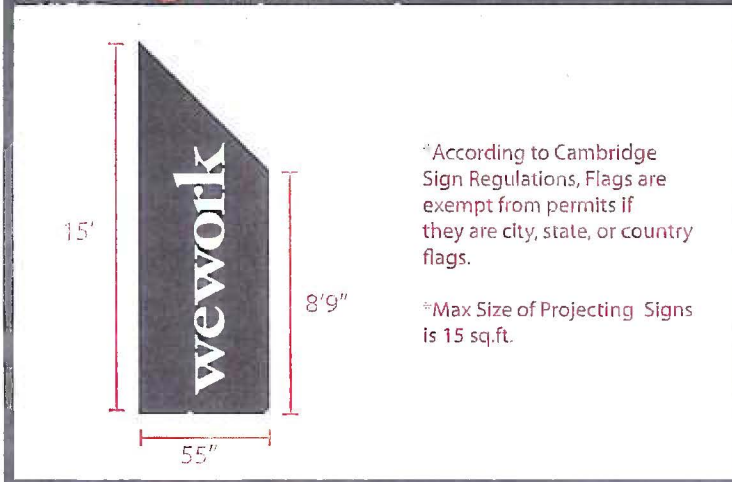 15'
wework
8'9"
55"
*According to Cambridge
Sign Regulations, Flags are
exempt from permits if
they are city, state, or country
flags.
*Max Size of Projecting Signs
is 15 sq.ft.